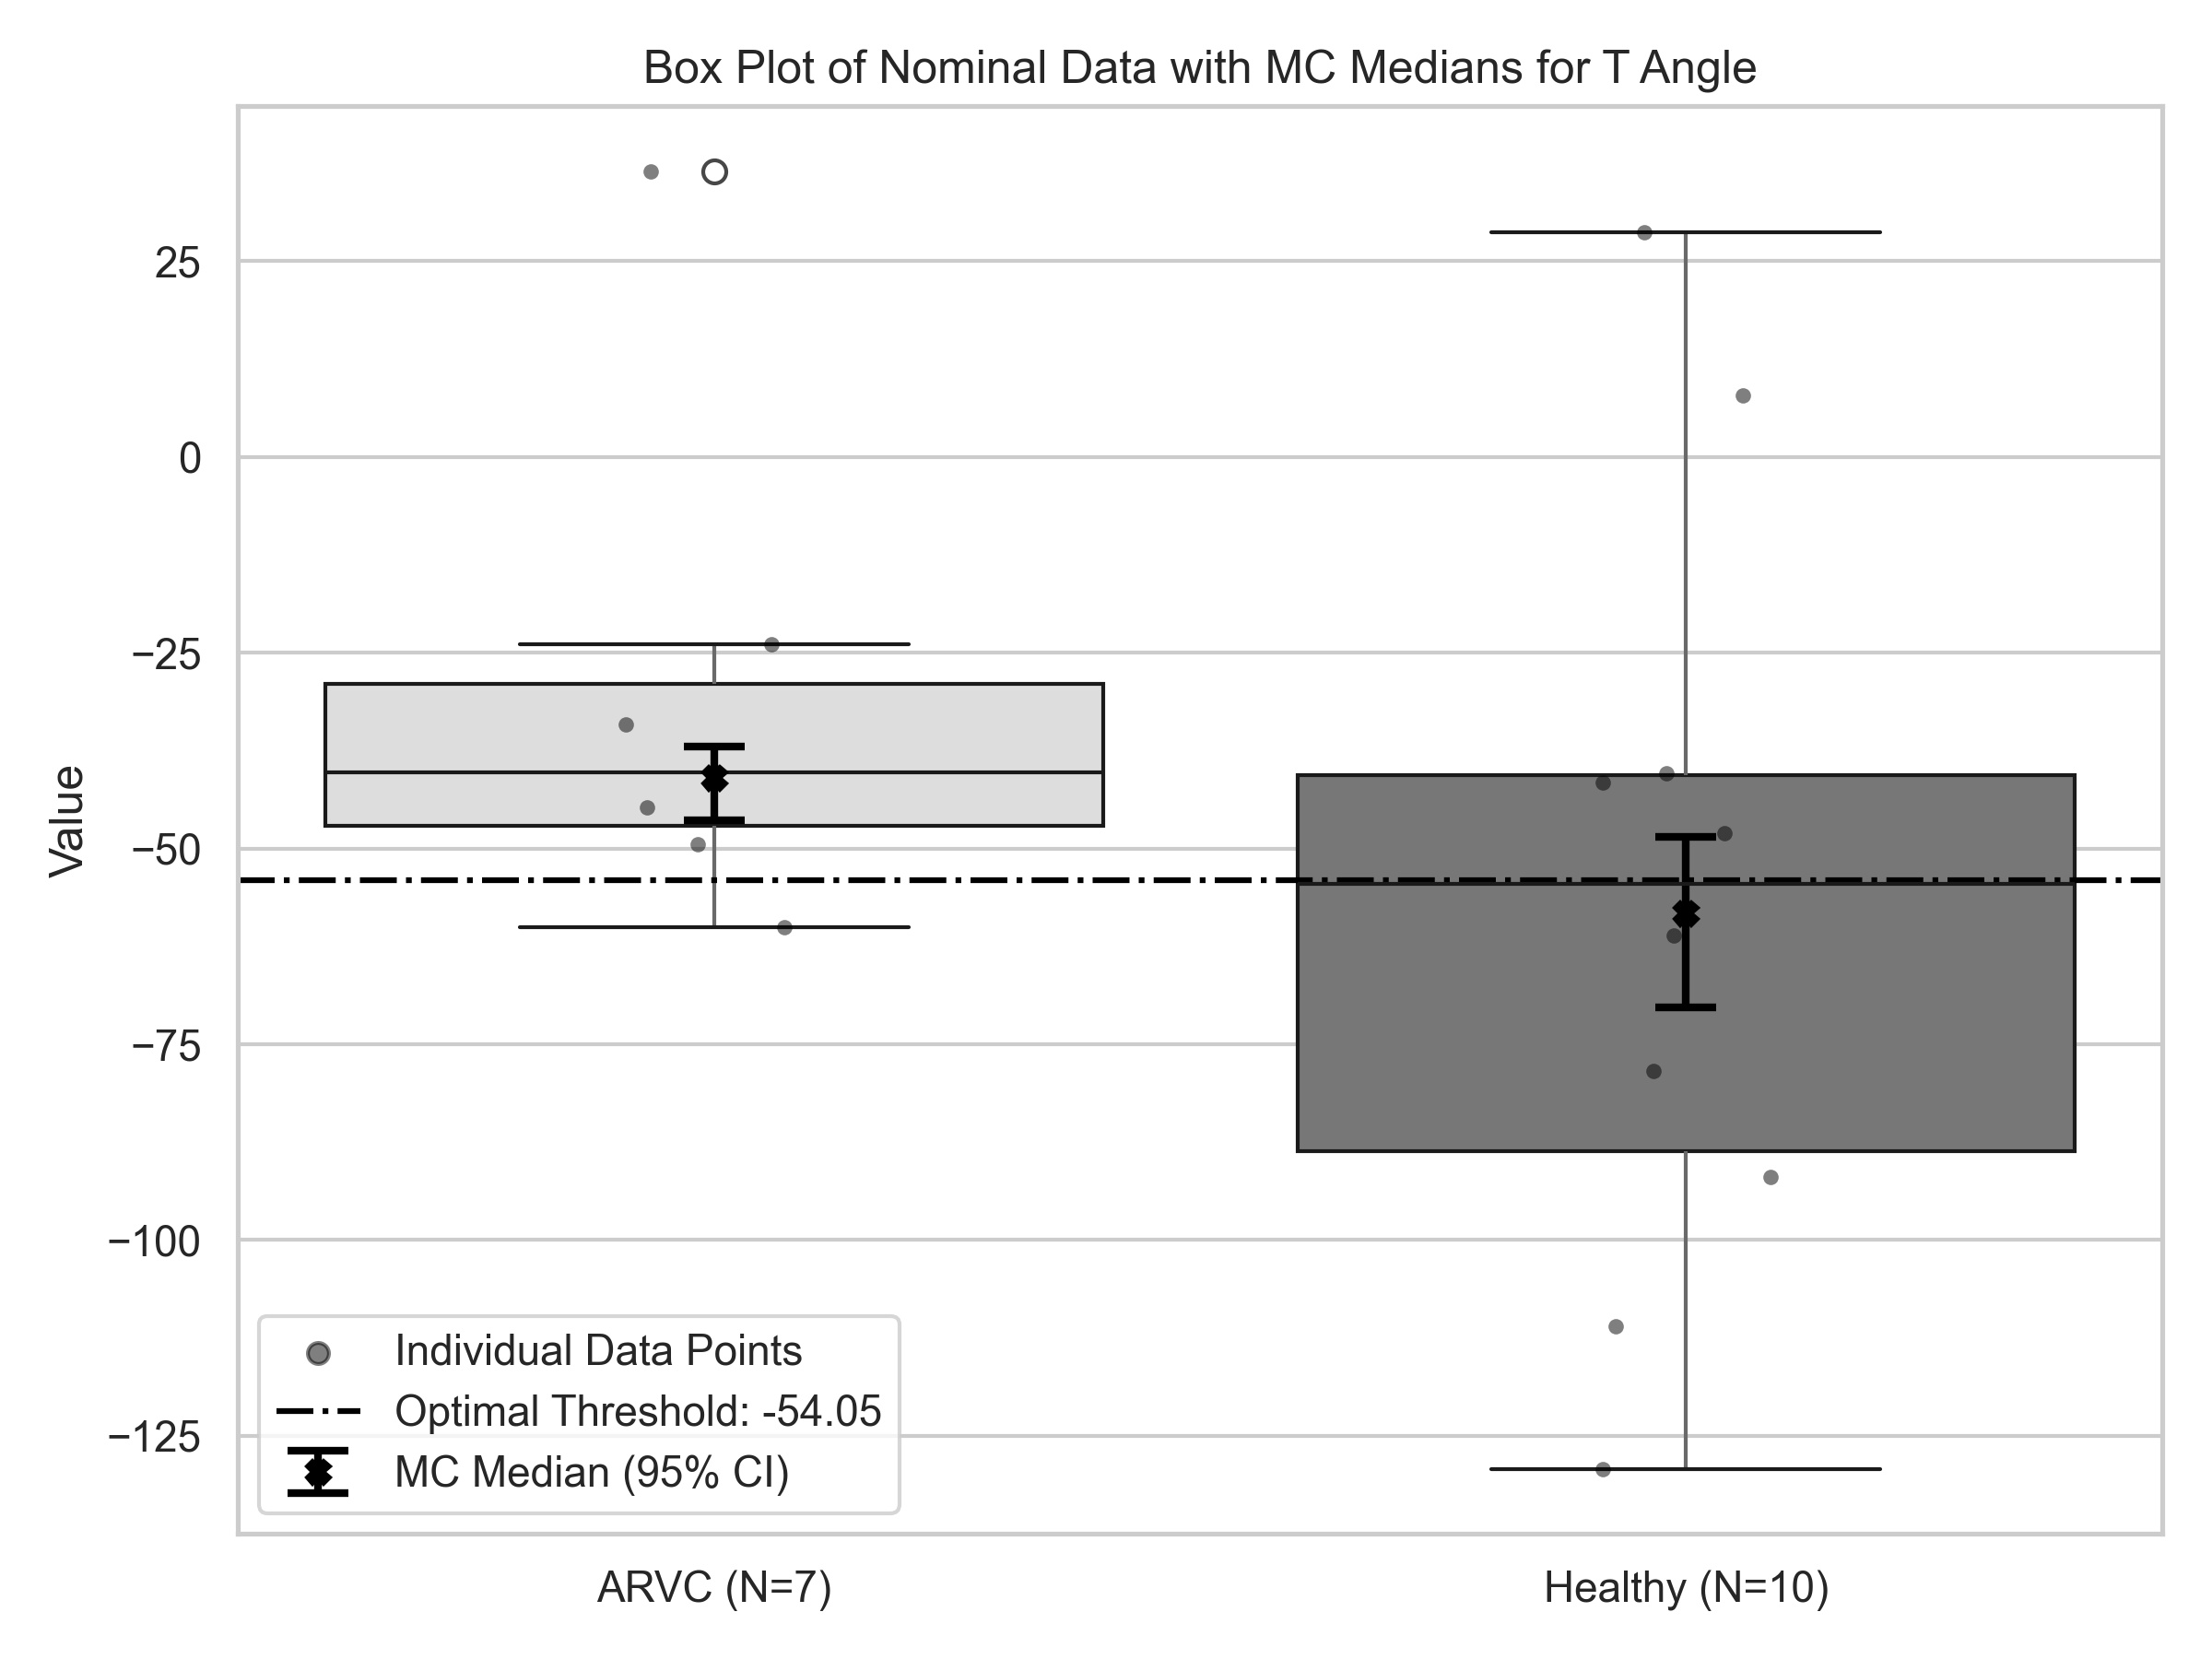 Box Plot of Nominal Data with MC Medians for T Angle
Value
25
0
−25
−50
−75
−100
−125
Individual Data Points
Optimal Threshold: -54.05
MC Median (95% CI)
ARVC (N=7)
Healthy (N=10)